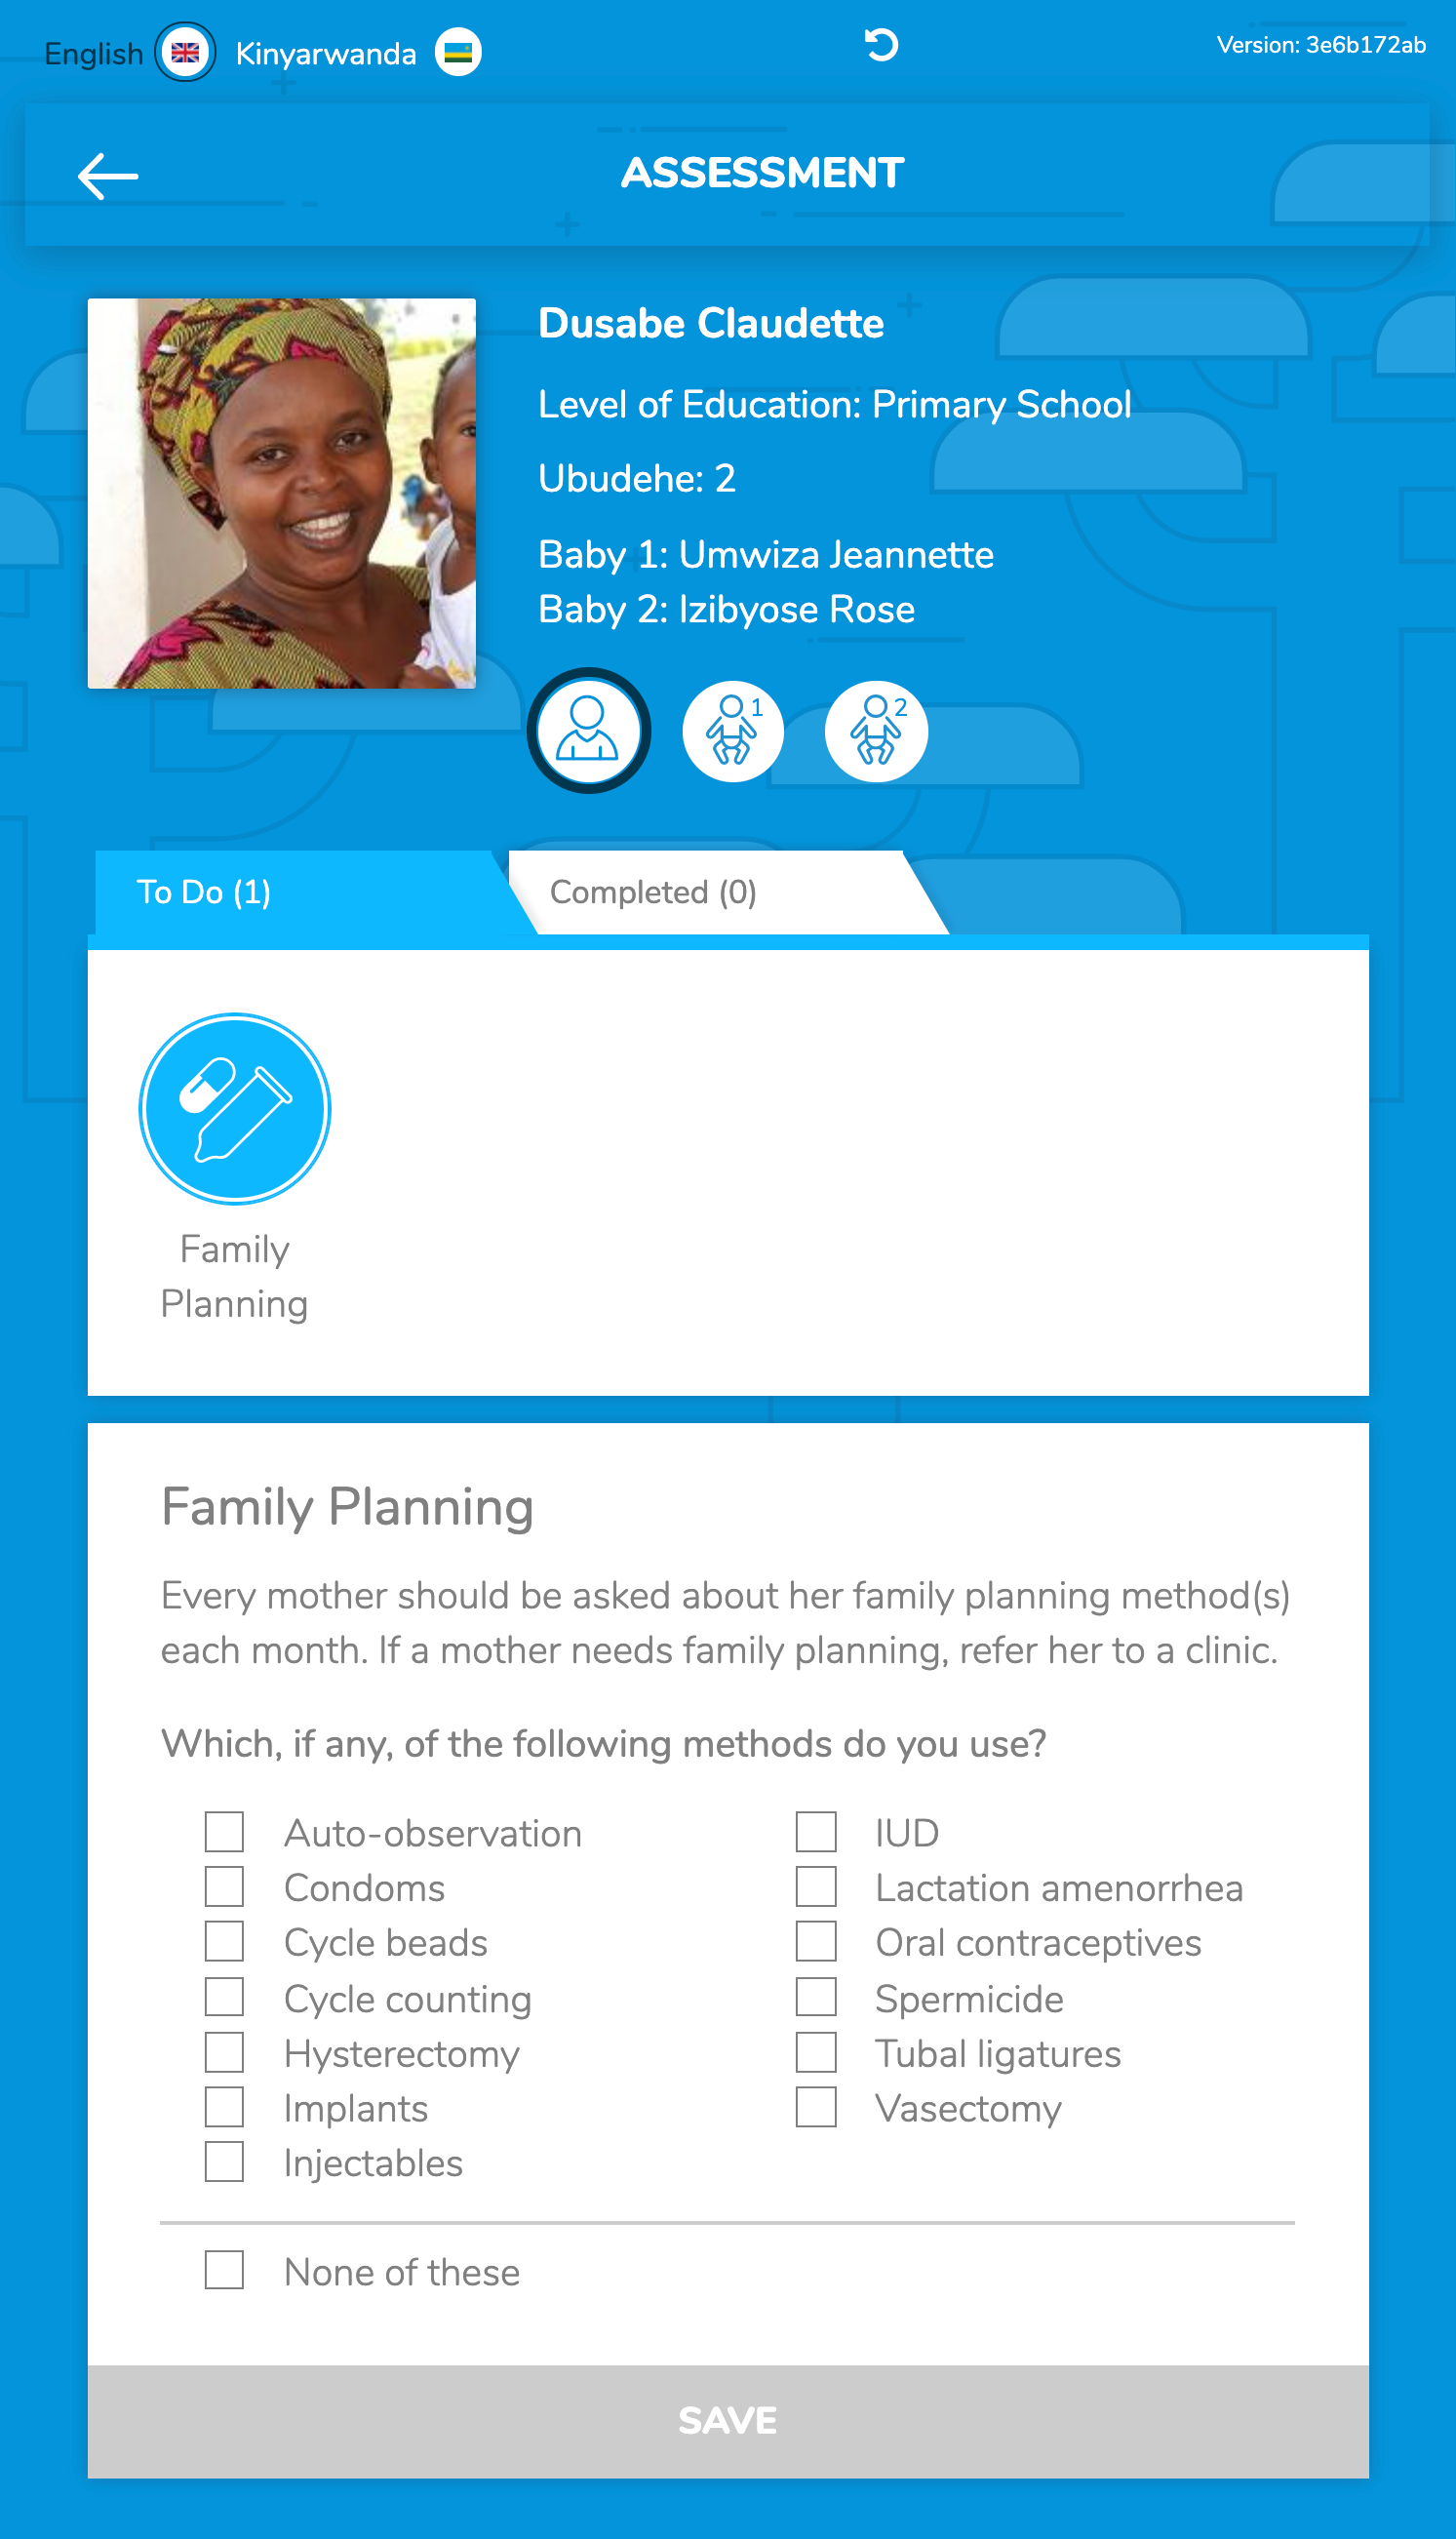 English Kinyarwanda Version: 3e6b172ab
ASSESSMENT
Dusabe Claudette
Level of Education: Primary School
Ubudehe: 2
Baby 1: Umwiza Jeannette
Baby 2: Izibyose Rose
1 2
To Do (1) Completed (0)
Family
Planning
Family Planning
Every mother should be asked about her family planning method(s)
each month. If a mother needs family planning, refer her to a clinic.
Which, if any, of the following methods do you use?
Auto-observation
Condoms
Cycle beads
Cycle counting
Hysterectomy
Implants
Injectables
IUD
Lactation amenorrhea
Oral contraceptives
Spermicide
Tubal ligatures
Vasectomy
None of these
SAVE